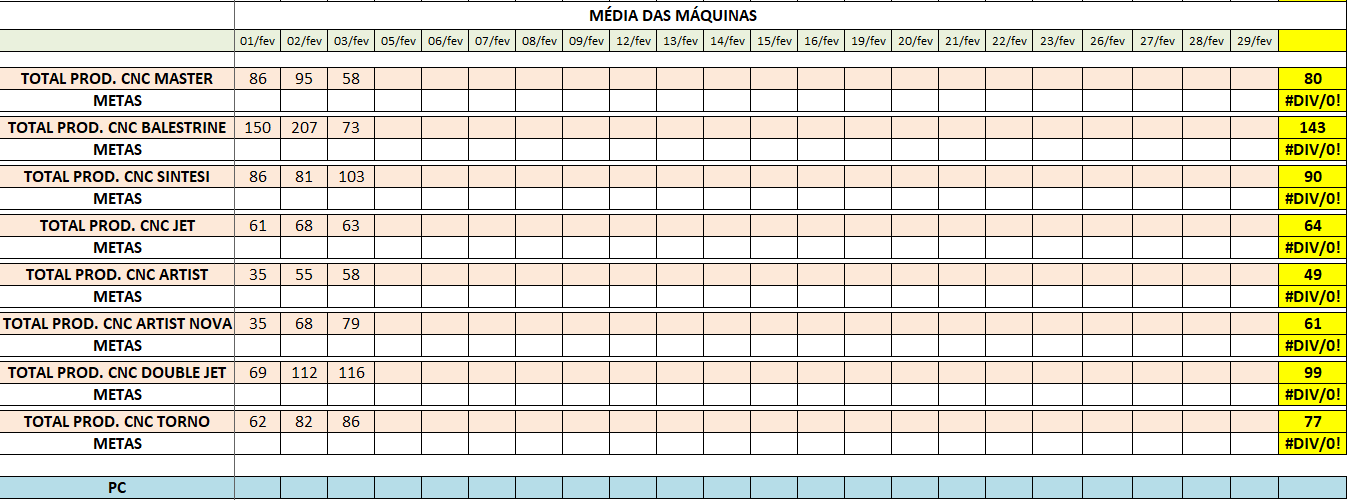 MÉDIA DAS MÁQUINAS
01/fev 02/fev 03/fev 05/fev 06/fev 07/fev 08/fev 09/fev 12/fev 13/fev 14/fev 15/fev 16/fev 19/fev 20/fev 21/fev 22/fev 23/fev 26/fev 27/fev 28/fev 29/fev
TOTAL PROD. CNC MASTER 86 95 58 80
METAS #DIV/0!
TOTAL PROD. CNC BALESTRINE 150 207 73 143
METAS #DIV/0!
TOTAL PROD. CNC SINTESI 86 81 103 90
METAS #DIV/0!
TOTAL PROD. CNC JET 61 68 63 64
METAS #DIV/0!
TOTAL PROD. CNC ARTIST 35 55 58 49
METAS #DIV/0!
TOTAL PROD. CNC ARTIST NOVA 35 68 79 61
METAS #DIV/0!
TOTAL PROD. CNC DOUBLE JET 69 112 116 99
METAS #DIV/0!
TOTAL PROD. CNC TORNO 62 82 86 77
METAS #DIV/0!
PC